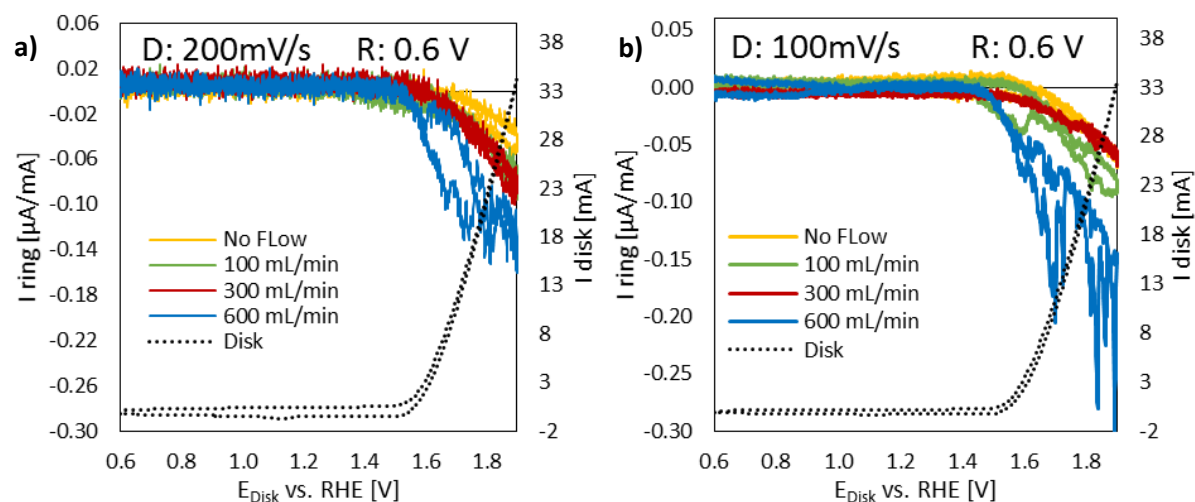 a)
D: 200mV/s R: 0.6 V
0.06
0.02
-0.02
-0.06
-0.10
-0.14
-0.18
-0.22
-0.26
-0.30
I ring [µA/mA]
No FLow
100 mL/min
300 mL/min
600 mL/min
Disk
38
33
28
23
18
13
8
3
-2
I disk [mA]
0.6 0.8 1.0 1.2 1.4 1.6 1.8
E Disk vs. RHE [V]
b)
D: 100mV/s R: 0.6 V
0.05
0.00
-0.05
-0.10
-0.15
-0.20
-0.25
-0.30
I ring [µA/mA]
No FLow
100 mL/min
300 mL/min
600 mL/min
Disk
38
33
28
23
18
13
8
3
-2
I disk [mA]
0.6 0.8 1.0 1.2 1.4 1.6 1.8
E Disk vs. RHE [V]